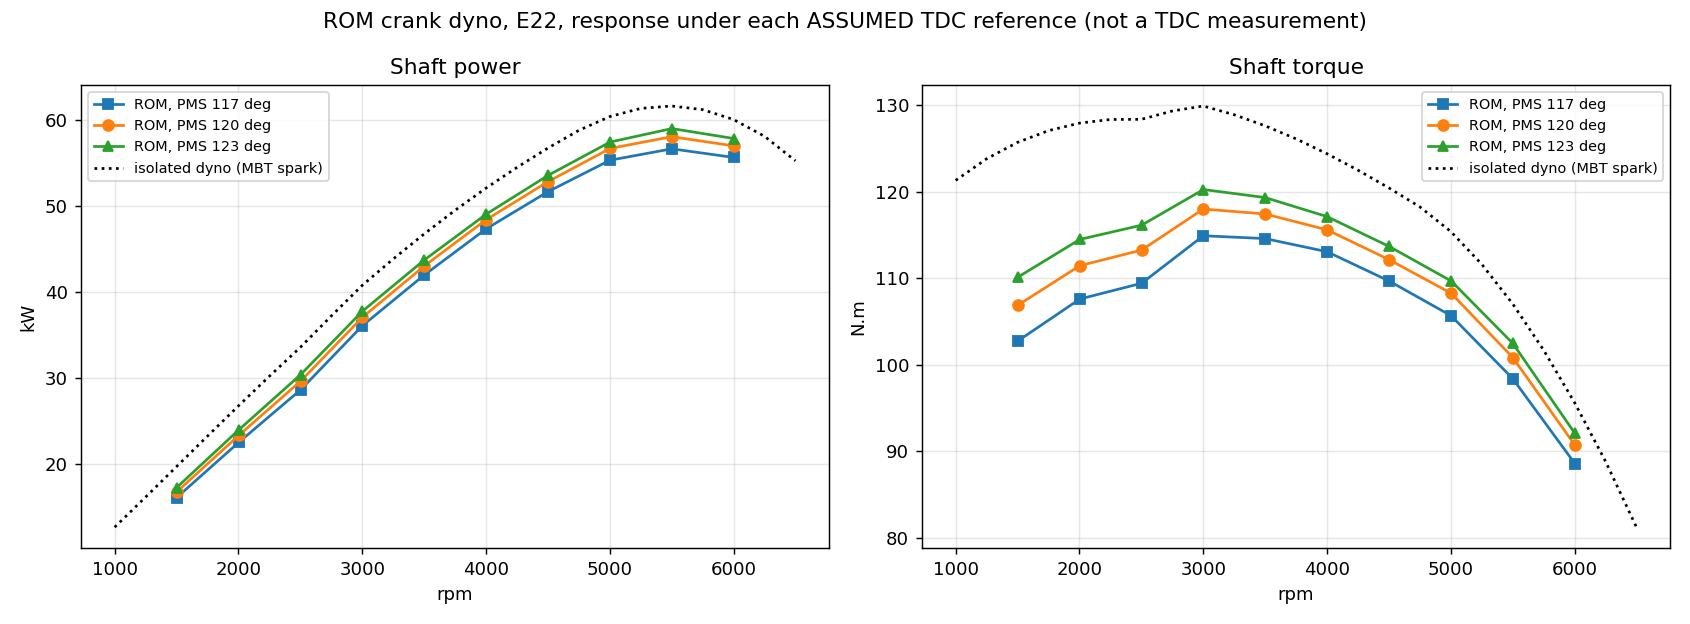 ROM crank dyno, E22, response under each ASSUMED TDC reference (not a TDC measurement)
Shaft power
ROM, PMS 117 deg
ROM, PMS 120 deg
ROM, PMS 123 deg
isolated dyno (MBT spark)
60
50
40
30
20
kW
1000 2000 3000 4000 5000 6000
rpm
Shaft torque
ROM, PMS 117 deg
ROM, PMS 120 deg
ROM, PMS 123 deg
isolated dyno (MBT spark)
130
120
110
100
90
80
N.m
1000 2000 3000 4000 5000 6000
rpm